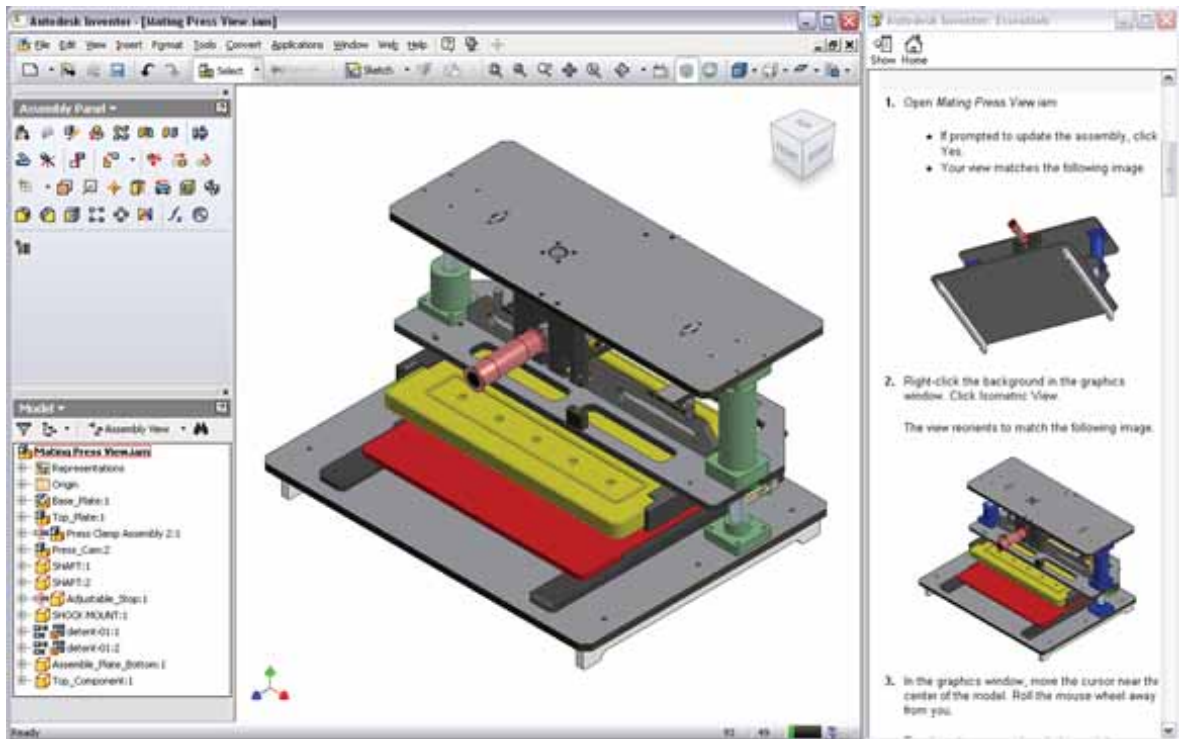 Autodesk Inventor - [Mating Press View.iam]
File Edit View Insert Format Tools Convert Applications Window Web Help
Select
Sketch
Assembly Panel
Model
Assembly View
Mating Press View.iam
Representations
Origin
Base_Plate:1
Top_Plate:1
Press Clamp Assembly 2:1
Press_Cam:2
SHAFT:1
SHAFT:2
Adjustable_Stop:1
SHOCK MOUNT:1
detent-01:1
detent-01:2
Assemble_Plate_Bottom:1
Top_Component:1
Ready
Autodesk Inventor: Essentials
Show Home
1. Open Mating Press View.iam
• If prompted to update the assembly, click
Yes.
• Your view matches the following image
2. Right-click the background in the graphics
window. Click Isometric View.
The view reorients to match the following image.
3. In the graphics window, move the cursor near the
center of the model. Roll the mouse wheel away
from you.